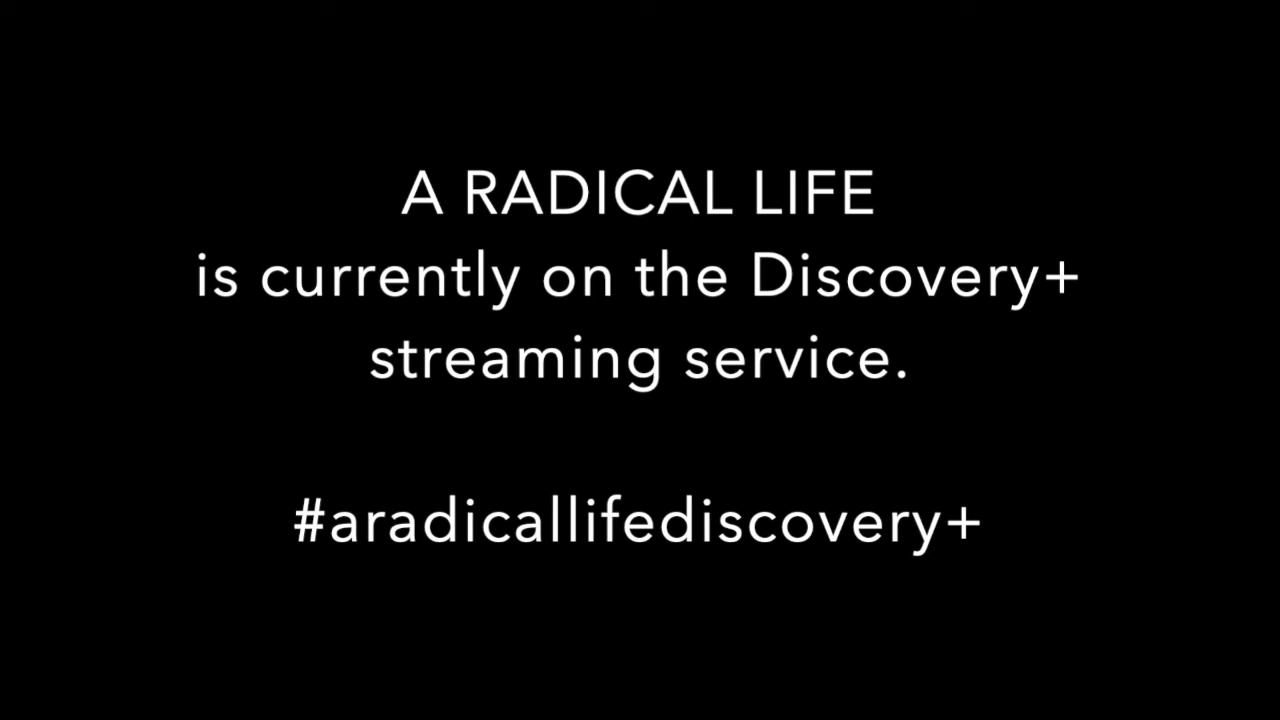 A RADICAL LIFE
is currently on the Discovery+
streaming service.
#aradicallifediscovery+